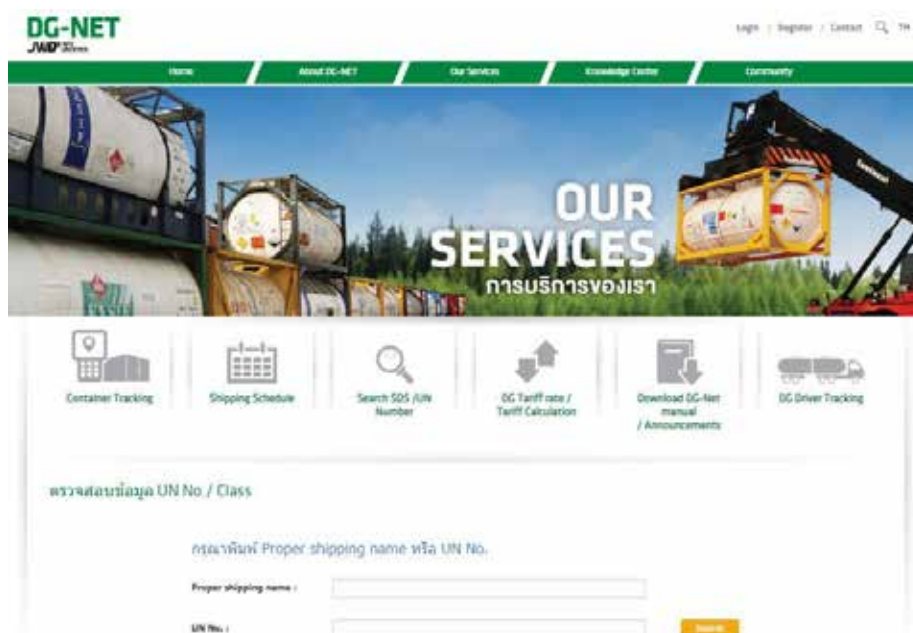 DG-NET
JWD
Login / Register / Contact TH
Home About DG-NET Our Services Knowledge Center Community
OUR
SERVICES
การบริการของเรา
Container Tracking
Shipping Schedule
Search SDS /UN
Number
DG Tariff rate /
Tariff Calculation
Download DG-Net
manual
/ Announcements
DG Driver Tracking
ตรวจสอบข้อมูล UN No / Class
กรุณาพิมพ์ Proper shipping name หรือ UN No.
Proper shipping name :
UN No. :
Search